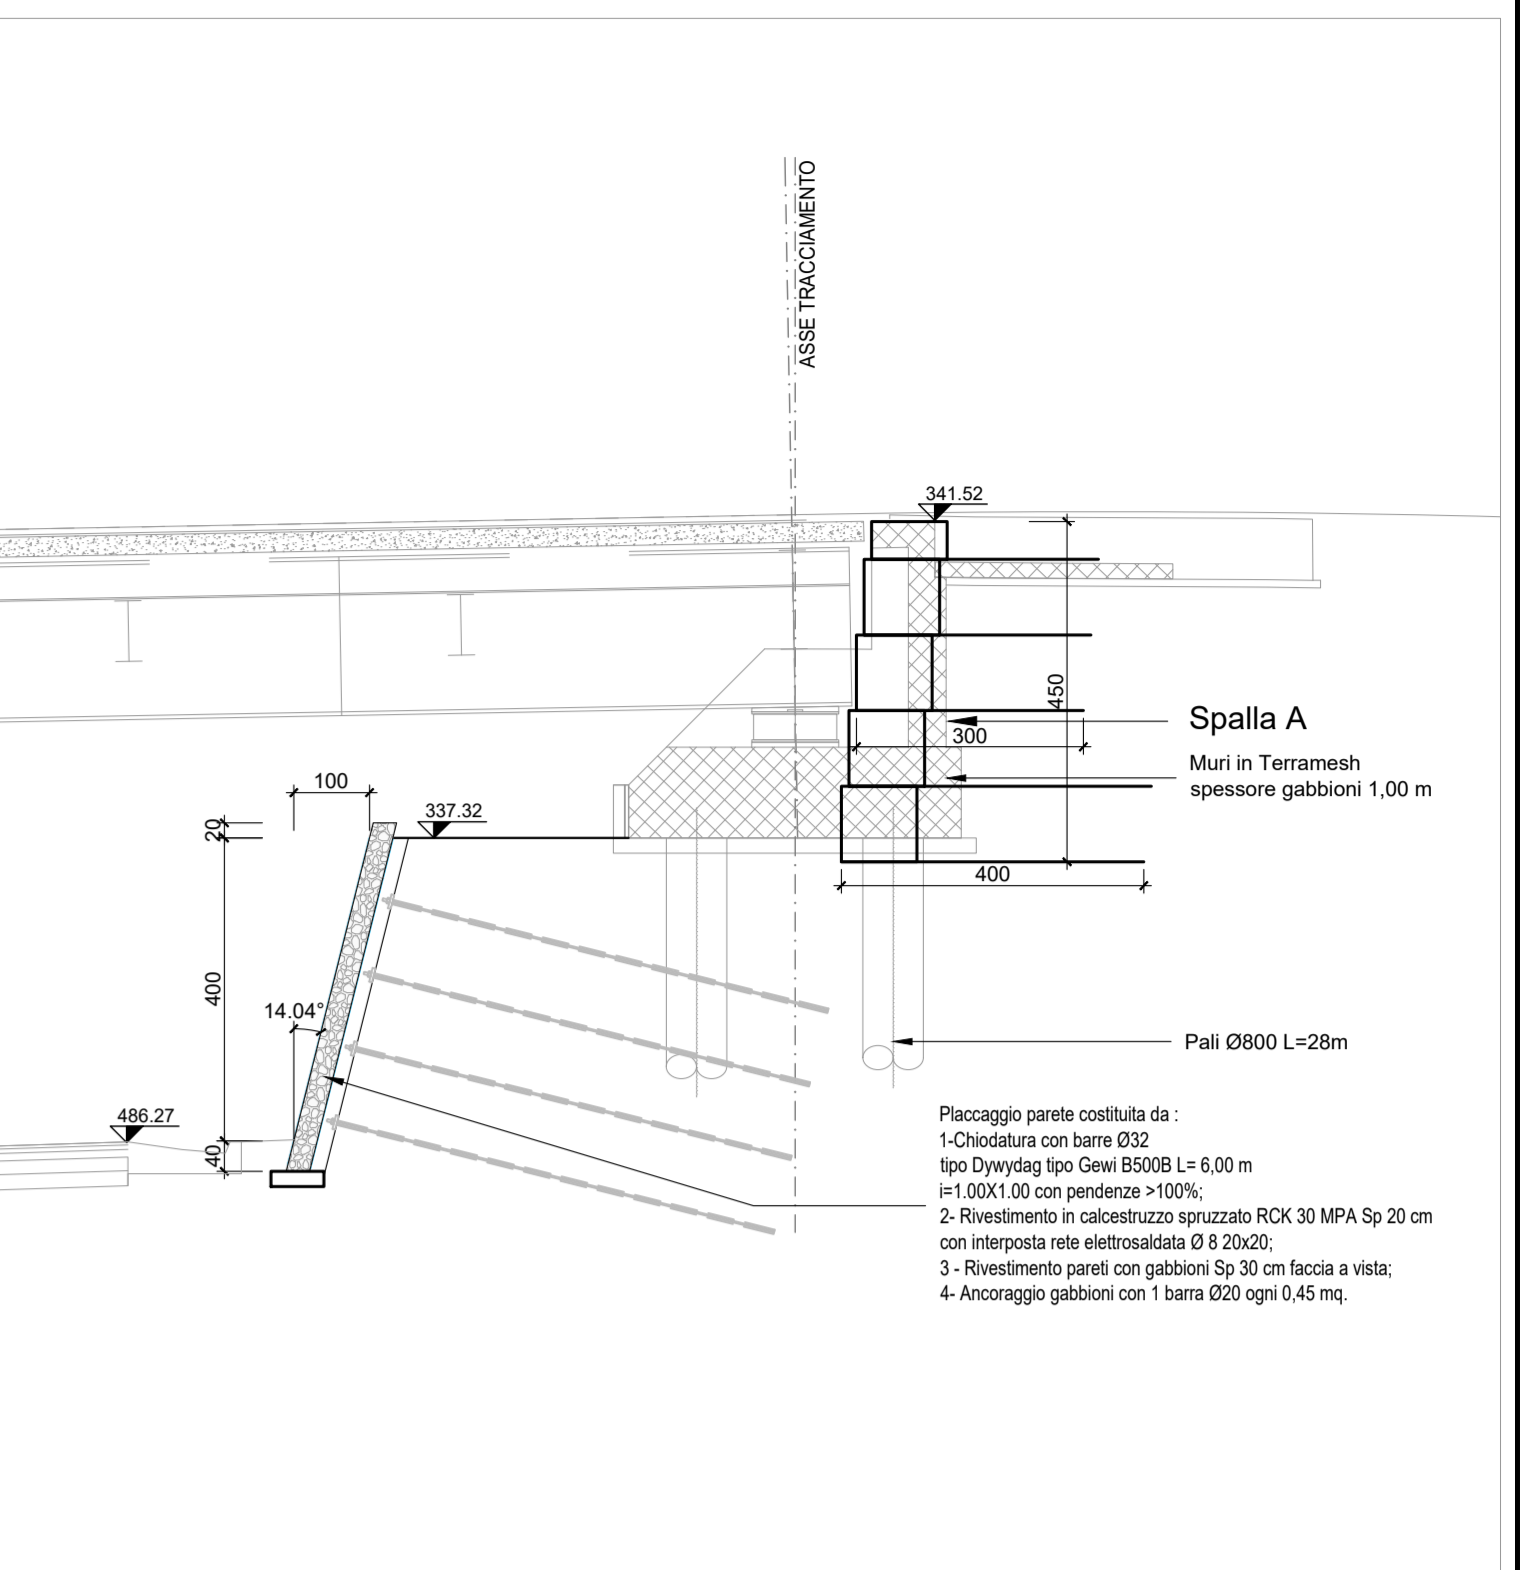 ASSE TRACCIAMENTO
341.52
450
Spalla A
300
Muri in Terramesh
spessore gabbioni 1,00 m
100
337.32
20
400
400
14.04°
Pali Ø800 L=28m
486.27
40
Placcaggio parete costituita da :
1-Chiodatura con barre Ø32
tipo Dywydag tipo Gewi B500B L= 6,00 m
i=1.00X1.00 con pendenze >100%;
2- Rivestimento in calcestruzzo spruzzato RCK 30 MPA Sp 20 cm
con interposta rete elettrosaldata Ø 8 20x20;
3 - Rivestimento pareti con gabbioni Sp 30 cm faccia a vista;
4- Ancoraggio gabbioni con 1 barra Ø20 ogni 0,45 mq.